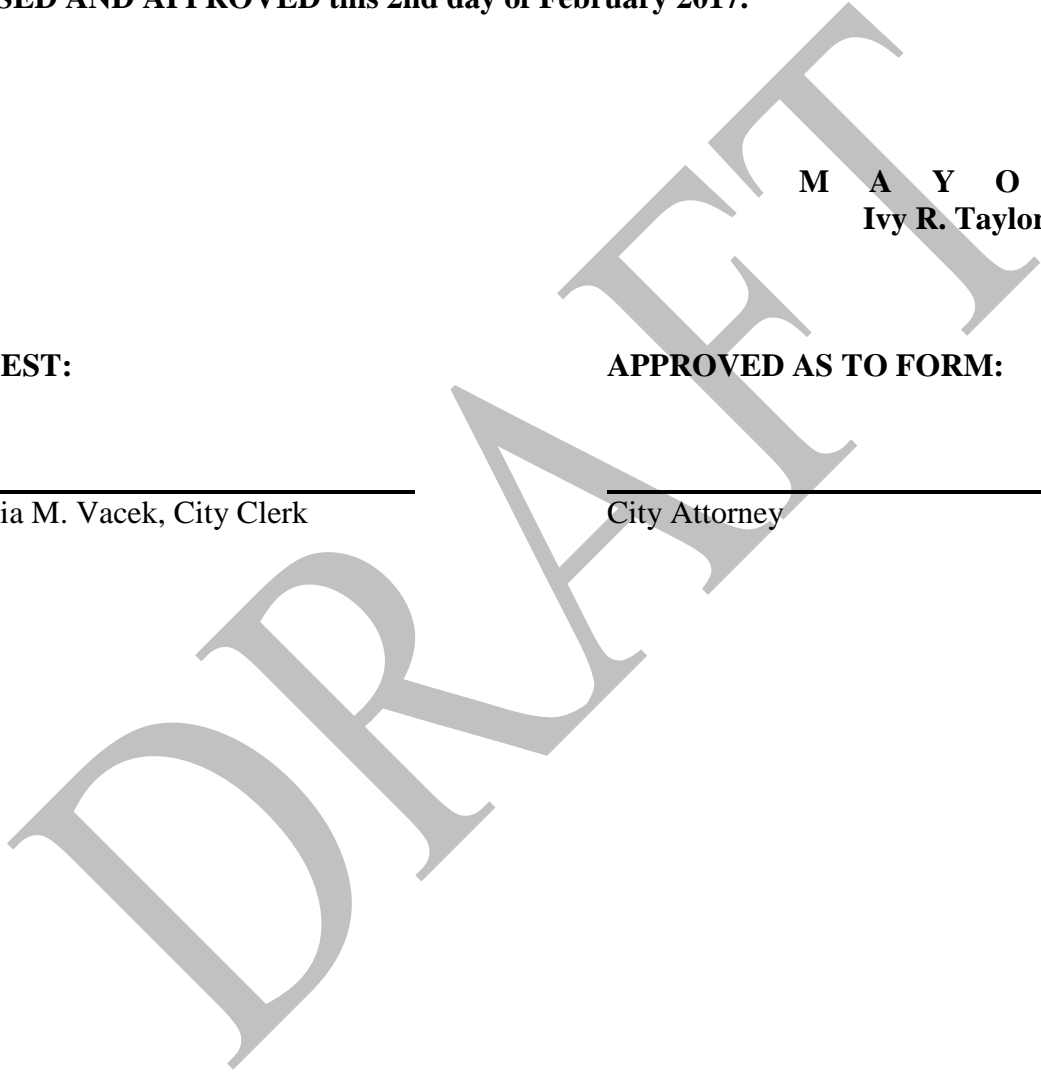 SED AND APPROVED this 2nd day of February 2017.
M A Y O
Ivy R. Taylor
EST: APPROVED AS TO FORM:
ia M. Vacek, City Clerk City Attorney
DRAFT